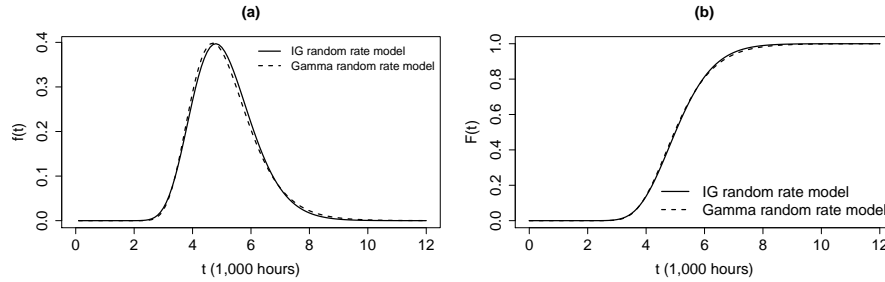 (a)
f(t)
0.0 0.1 0.2 0.3 0.4
IG random rate model
Gamma random rate model
0 2 4 6 8 10 12
t (1,000 hours)
(b)
F(t)
0.0 0.2 0.4 0.6 0.8 1.0
IG random rate model
Gamma random rate model
0 2 4 6 8 10 12
t (1,000 hours)